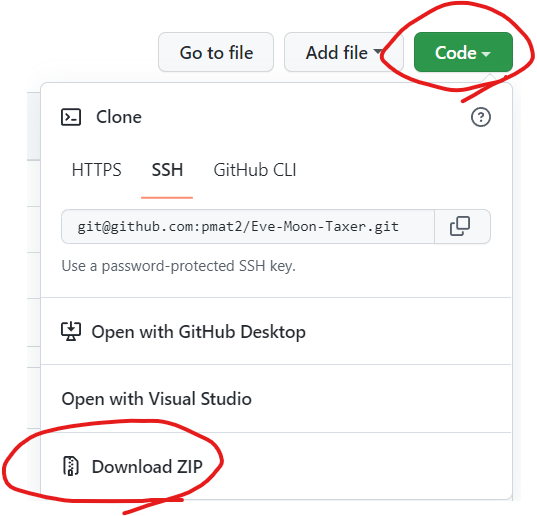 Go to file
Add file
Code
Clone
HTTPS
SSH
GitHub CLI
git@github.com:pmat2/Eve-Moon-Taxer.git
Use a password-protected SSH key.
Open with GitHub Desktop
Open with Visual Studio
Download ZIP